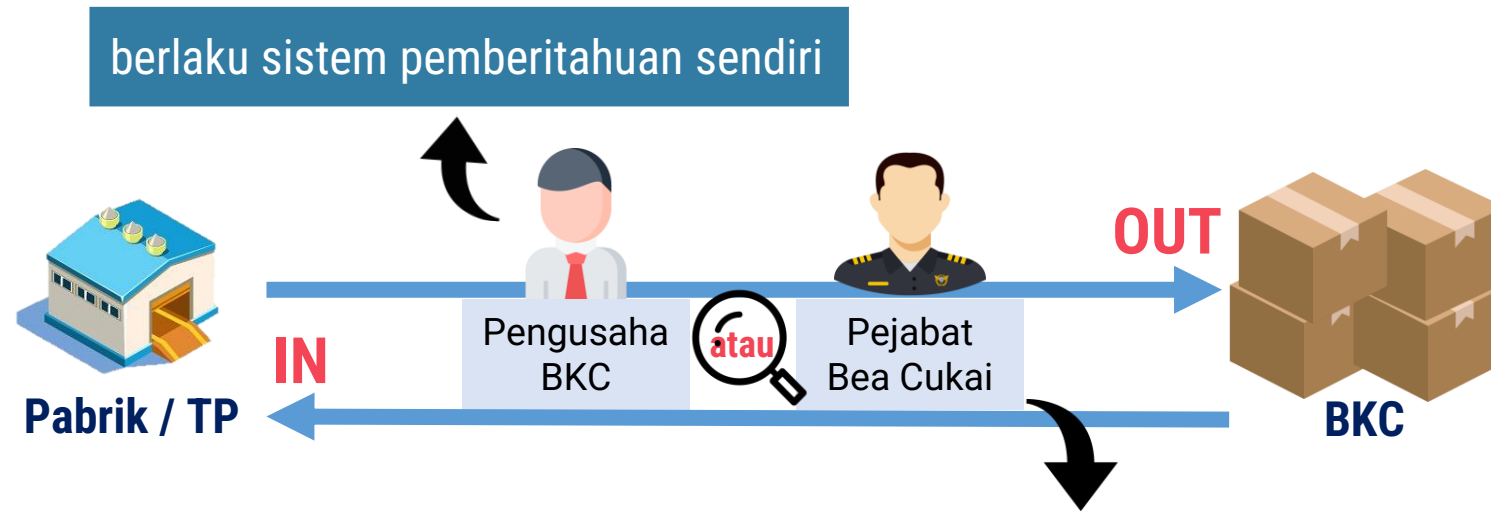 berlaku sistem pemberitahuan sendiri
OUT
Pengusaha
BKC
atau
Pejabat
Bea Cukai
IN
Pabrik / TP
BKC